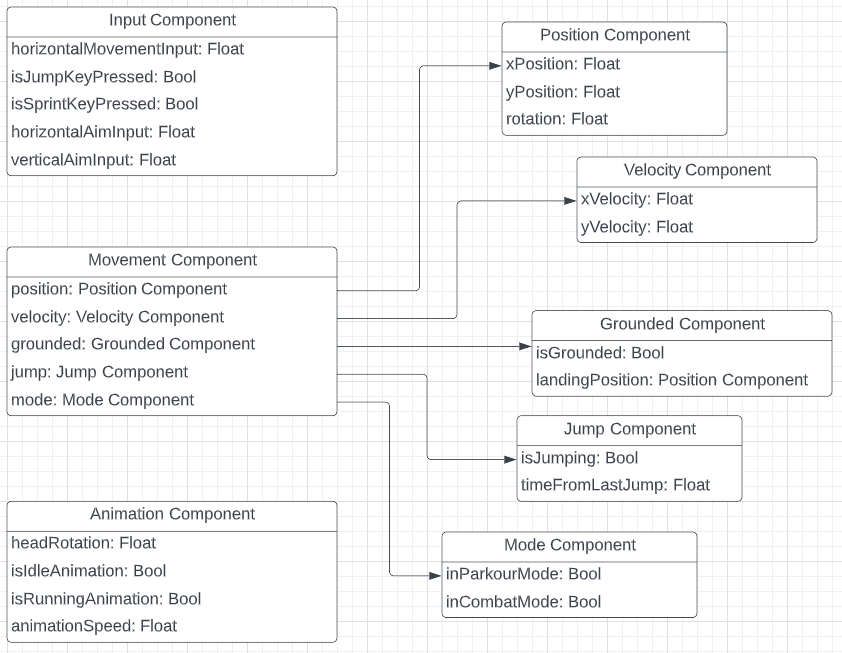 Input Component
horizontalMovementInput: Float
isJumpKeyPressed: Bool
isSprintKeyPressed: Bool
horizontalAimInput: Float
verticalAimInput: Float
Position Component
xPosition: Float
yPosition: Float
rotation: Float
Velocity Component
xVelocity: Float
yVelocity: Float
Movement Component
position: Position Component
velocity: Velocity Component
grounded: Grounded Component
jump: Jump Component
mode: Mode Component
Grounded Component
isGrounded: Bool
landingPosition: Position Component
Jump Component
isJumping: Bool
timeFromLastJump: Float
Animation Component
headRotation: Float
isIdleAnimation: Bool
isRunningAnimation: Bool
animationSpeed: Float
Mode Component
inParkourMode: Bool
inCombatMode: Bool